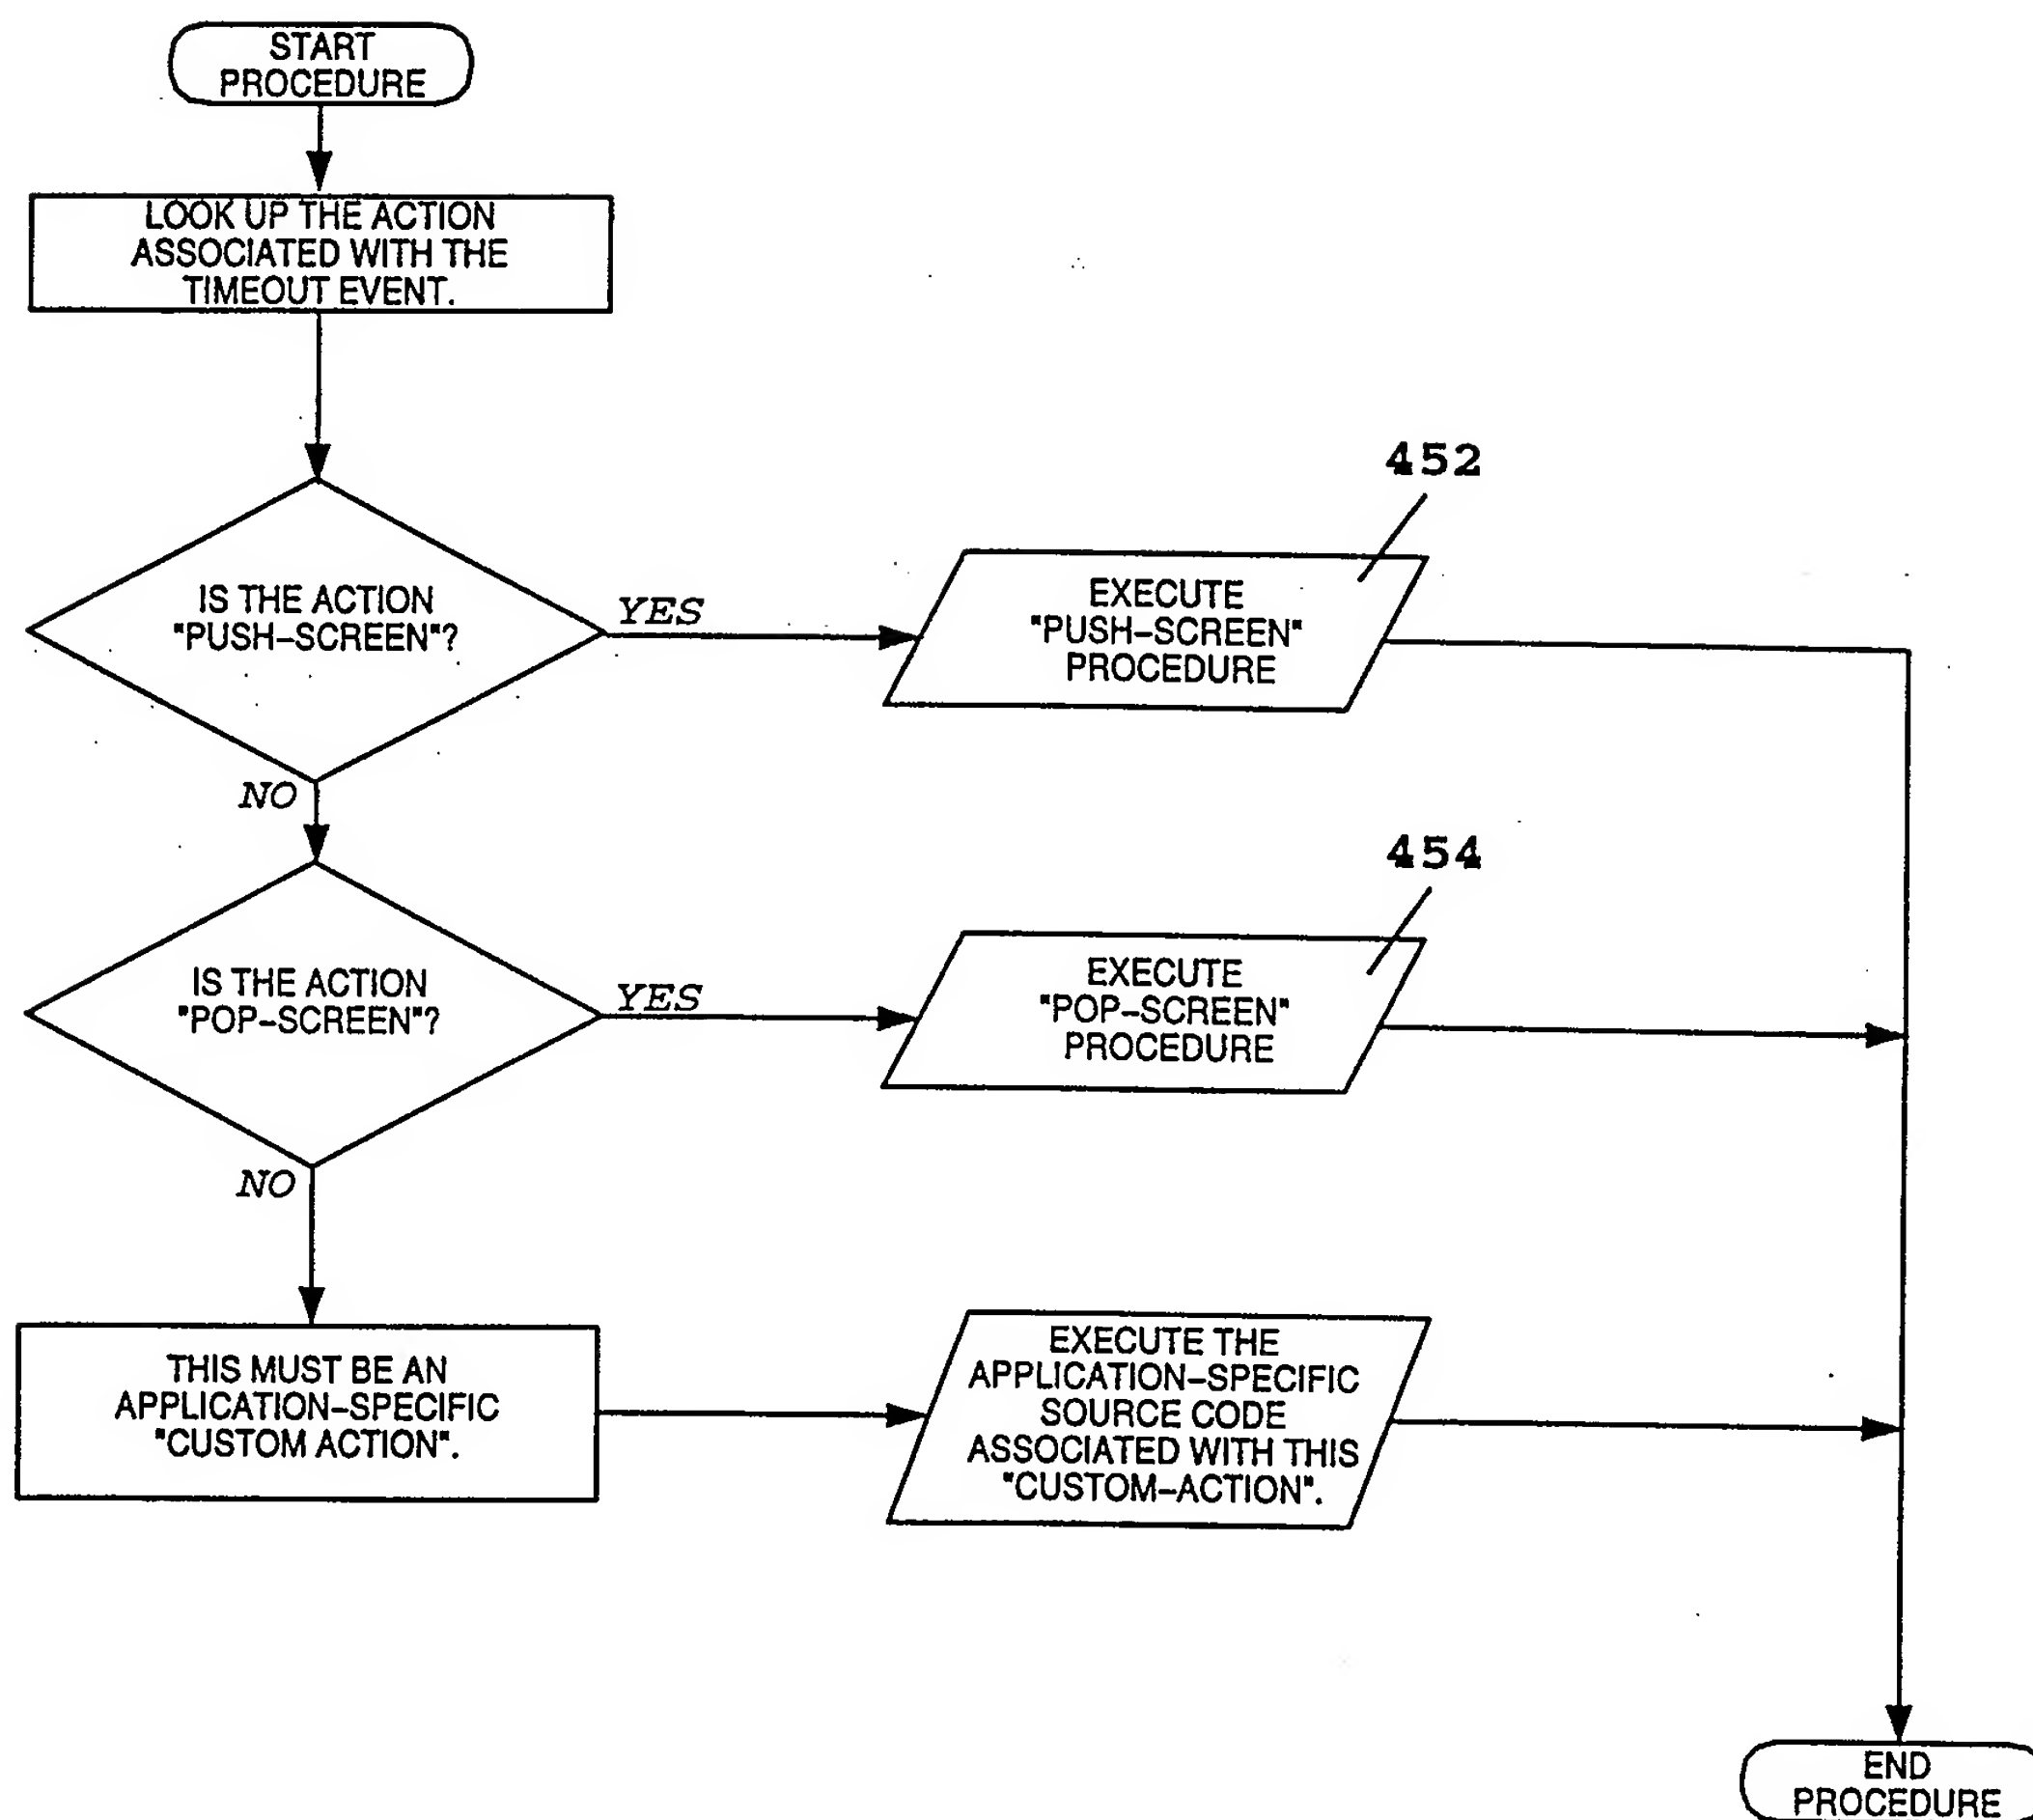 START
PROCEDURE
LOOK UP THE ACTION
ASSOCIATED WITH THE
TIMEOUT EVENT.
452
IS THE ACTION
"PUSH–SCREEN"?
YES
EXECUTE
"PUSH–SCREEN"
PROCEDURE
NO
454
IS THE ACTION
"POP–SCREEN"?
YES
EXECUTE
"POP–SCREEN"
PROCEDURE
NO
THIS MUST BE AN
APPLICATION–SPECIFIC
"CUSTOM ACTION".
EXECUTE THE
APPLICATION–SPECIFIC
SOURCE CODE
ASSOCIATED WITH THIS
"CUSTOM–ACTION".
END
PROCEDURE